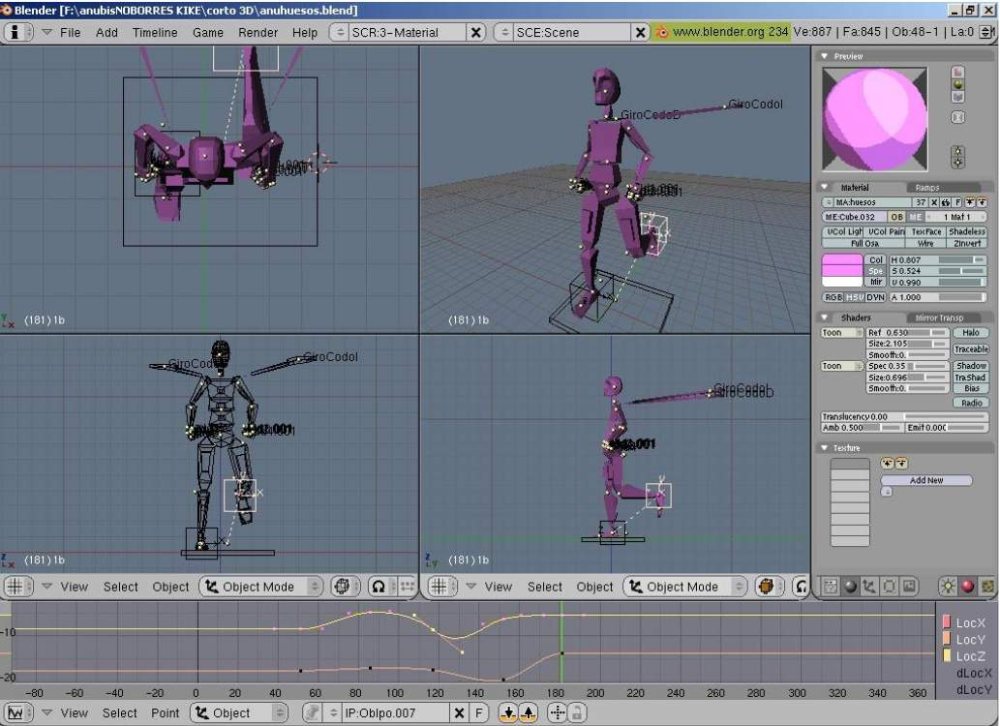 Blender [F:\anubisNOBORRES KIKE\corto 3D\anuhuesos.blend]
File Add Timeline Game Render Help SCR:3-Material X SCE:Scene X www.blender.org 234 Ve:887 | Fa:845 | Ob:48-1 | La:0
Preview
GiroCodoI
GiroCodoD
(181) 1b
(181) 1b
Material Ramps
MA:huesos 37 X F
ME:Cube.032 OB ME 1 Mat 1
VCol Ligh VCol Pain TexFace Shadeless
Full Osa Wire ZInvert
Col H 0.807
Spe S 0.524
Mir V 0.990
RGB HSV DYN A 1.000
Shaders Mirror Transp
Toon Ref 0.630 Halo
Size:2.105 Traceable
Smooth:0.
Toon Spec 0.35 Shadow
Size:0.696 TraShad
Smooth:0. Bias
Radio
Translucency 0.00
Amb 0.500 Emit 0.000
GiroCod GiroCodoI
GiroCodoD
.001
(181) 1b
(181) 1b
Texture
Add New
View Select Object Object Mode
View Select Object Object Mode
-10
-20
-80 -60 -40 -20 0 20 40 60 80 100 120 140 160 180 200 220 240 260 280 300 320 340 360
LocX
LocY
LocZ
dLocX
dLocY
View Select Point Object IP:ObIpo.007 X F